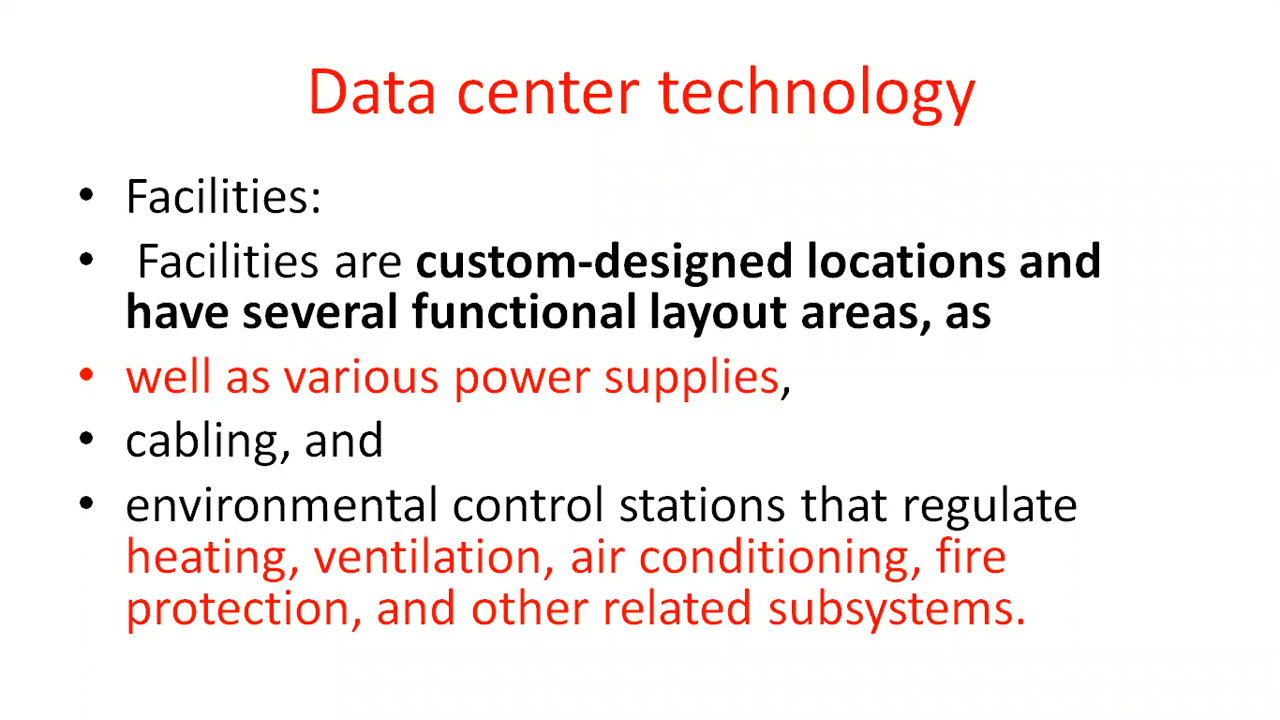 Data center technology
• Facilities:
• Facilities are custom-designed locations and
have several functional layout areas, as
• well as various power supplies,
• cabling, and
• environmental control stations that regulate
heating, ventilation, air conditioning, fire
protection, and other related subsystems.